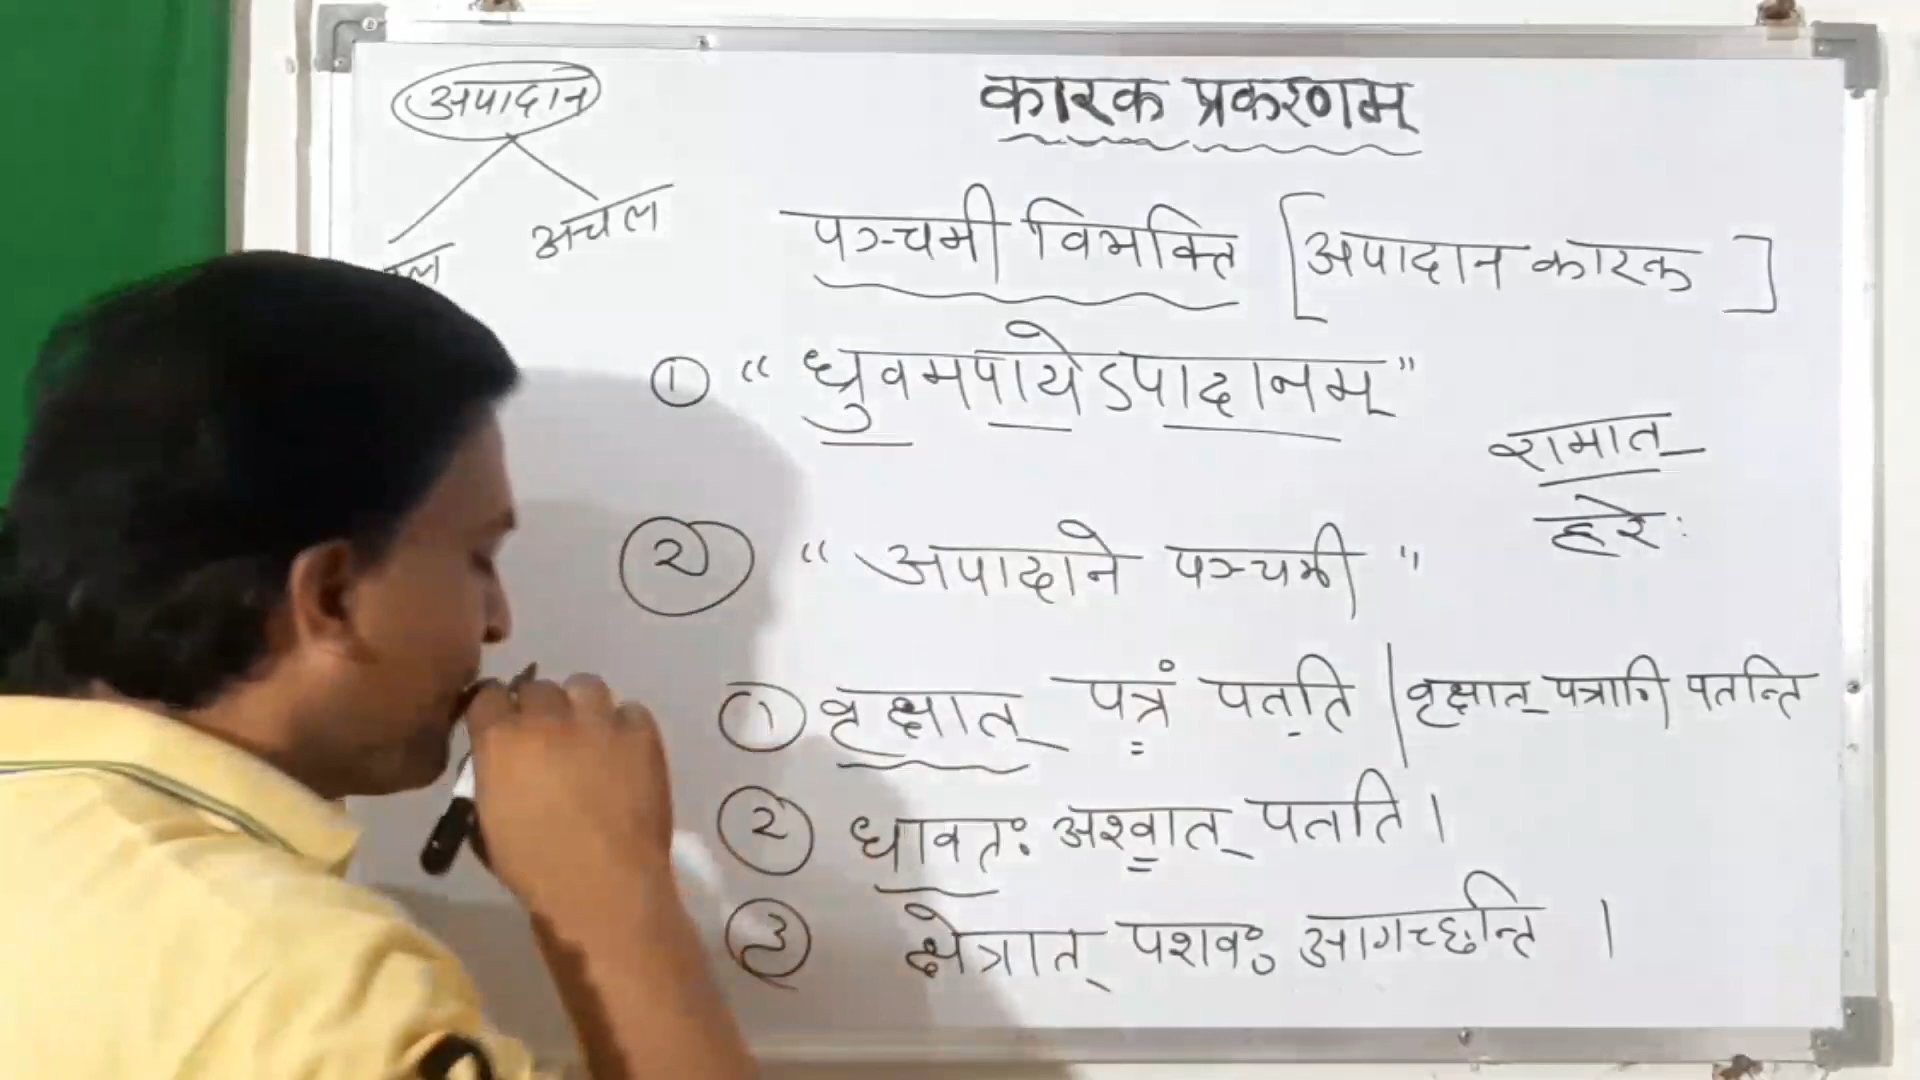 कारक प्रकरणम्
अपादान
अचल
पञ्चमी विभक्ति [अपादान कारक]
① “ध्रुवमपायेऽपादानम्”
रामात्
हरेः
② “अपादाने पञ्चमी”
① वृक्षात् पत्रं पतति | वृक्षात् पत्राणि पतन्ति
② धावतः अश्वात् पतति ।
③ क्षेत्रात् पशवः आगच्छन्ति ।